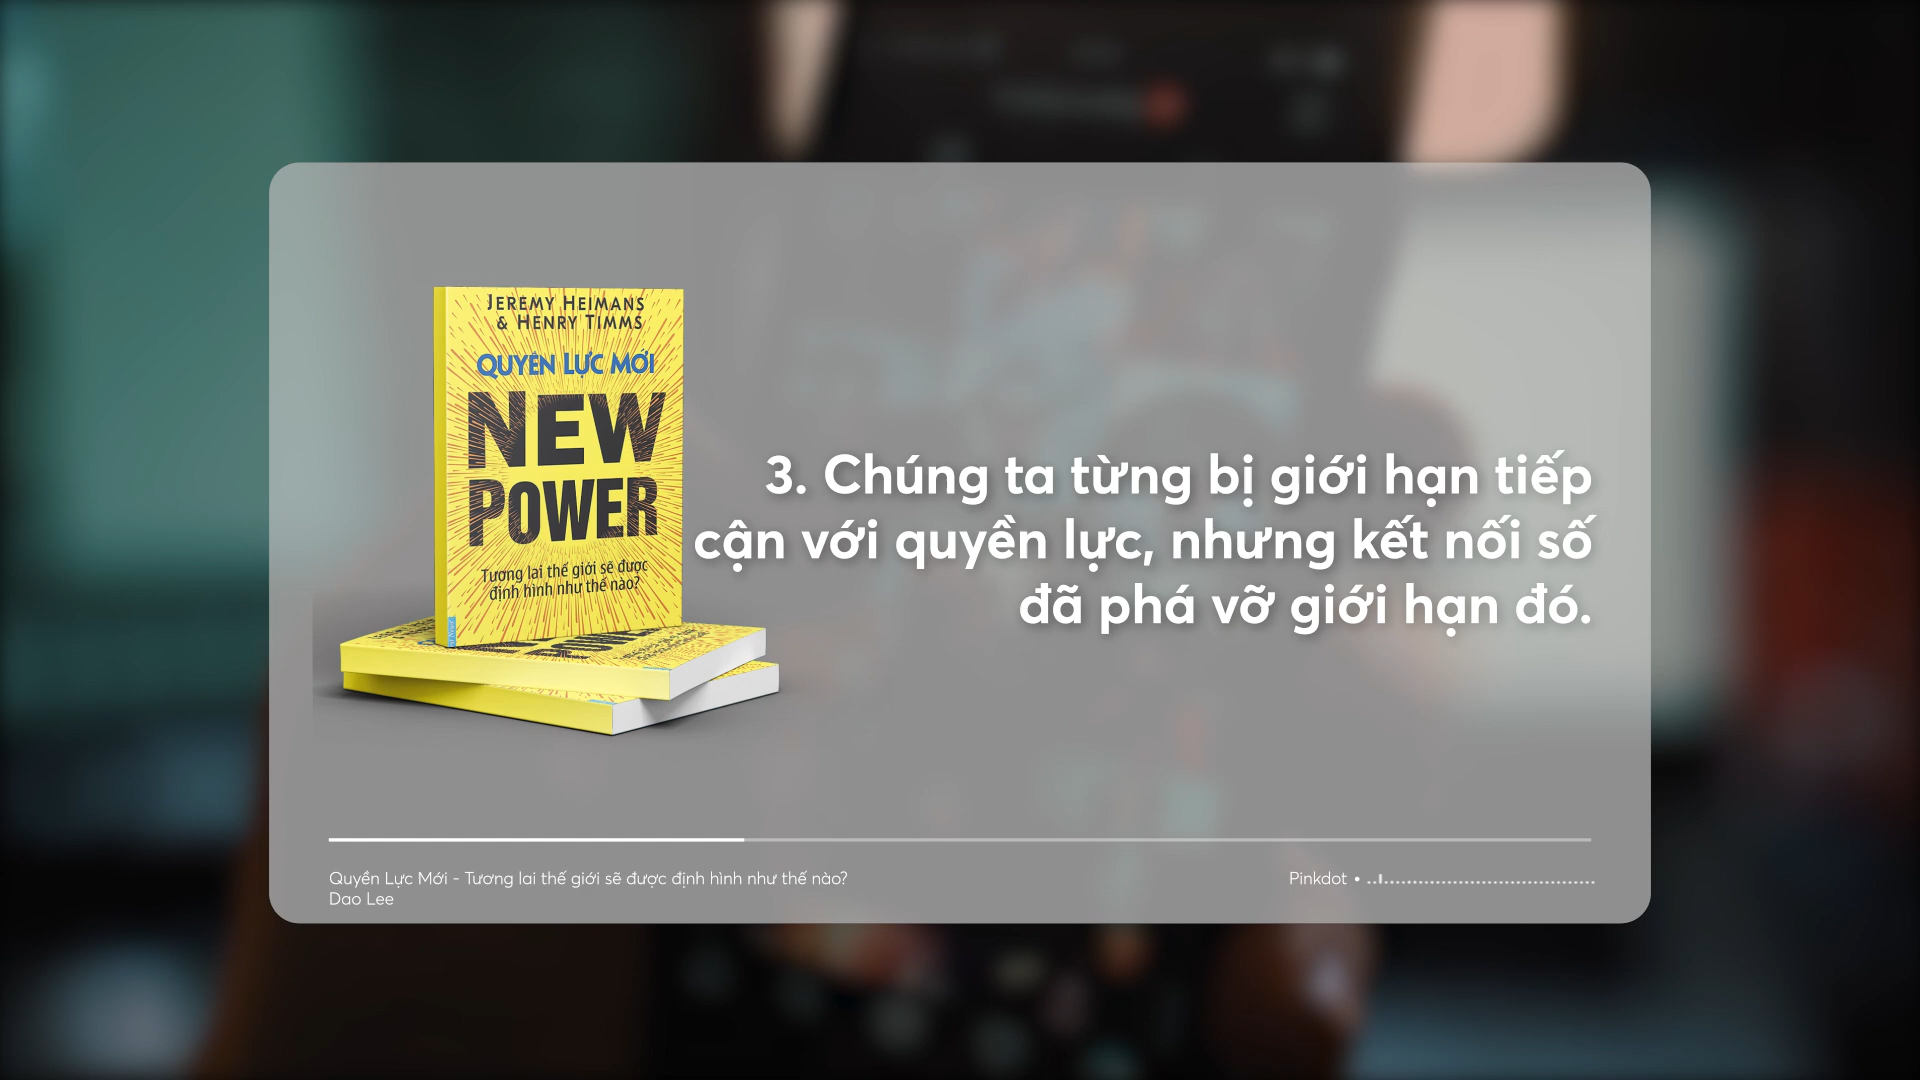 JEREMY HEIMANS
& HENRY TIMMS
QUYỀN LỰC MỚI
NEW
POWER
Tương lai thế giới sẽ được
định hình như thế nào?
3. Chúng ta từng bị giới hạn tiếp
cận với quyền lực, nhưng kết nối số
đã phá vỡ giới hạn đó.
Quyền Lực Mới - Tương lai thế giới sẽ được định hình như thế nào?
Dao Lee
Pinkdot •